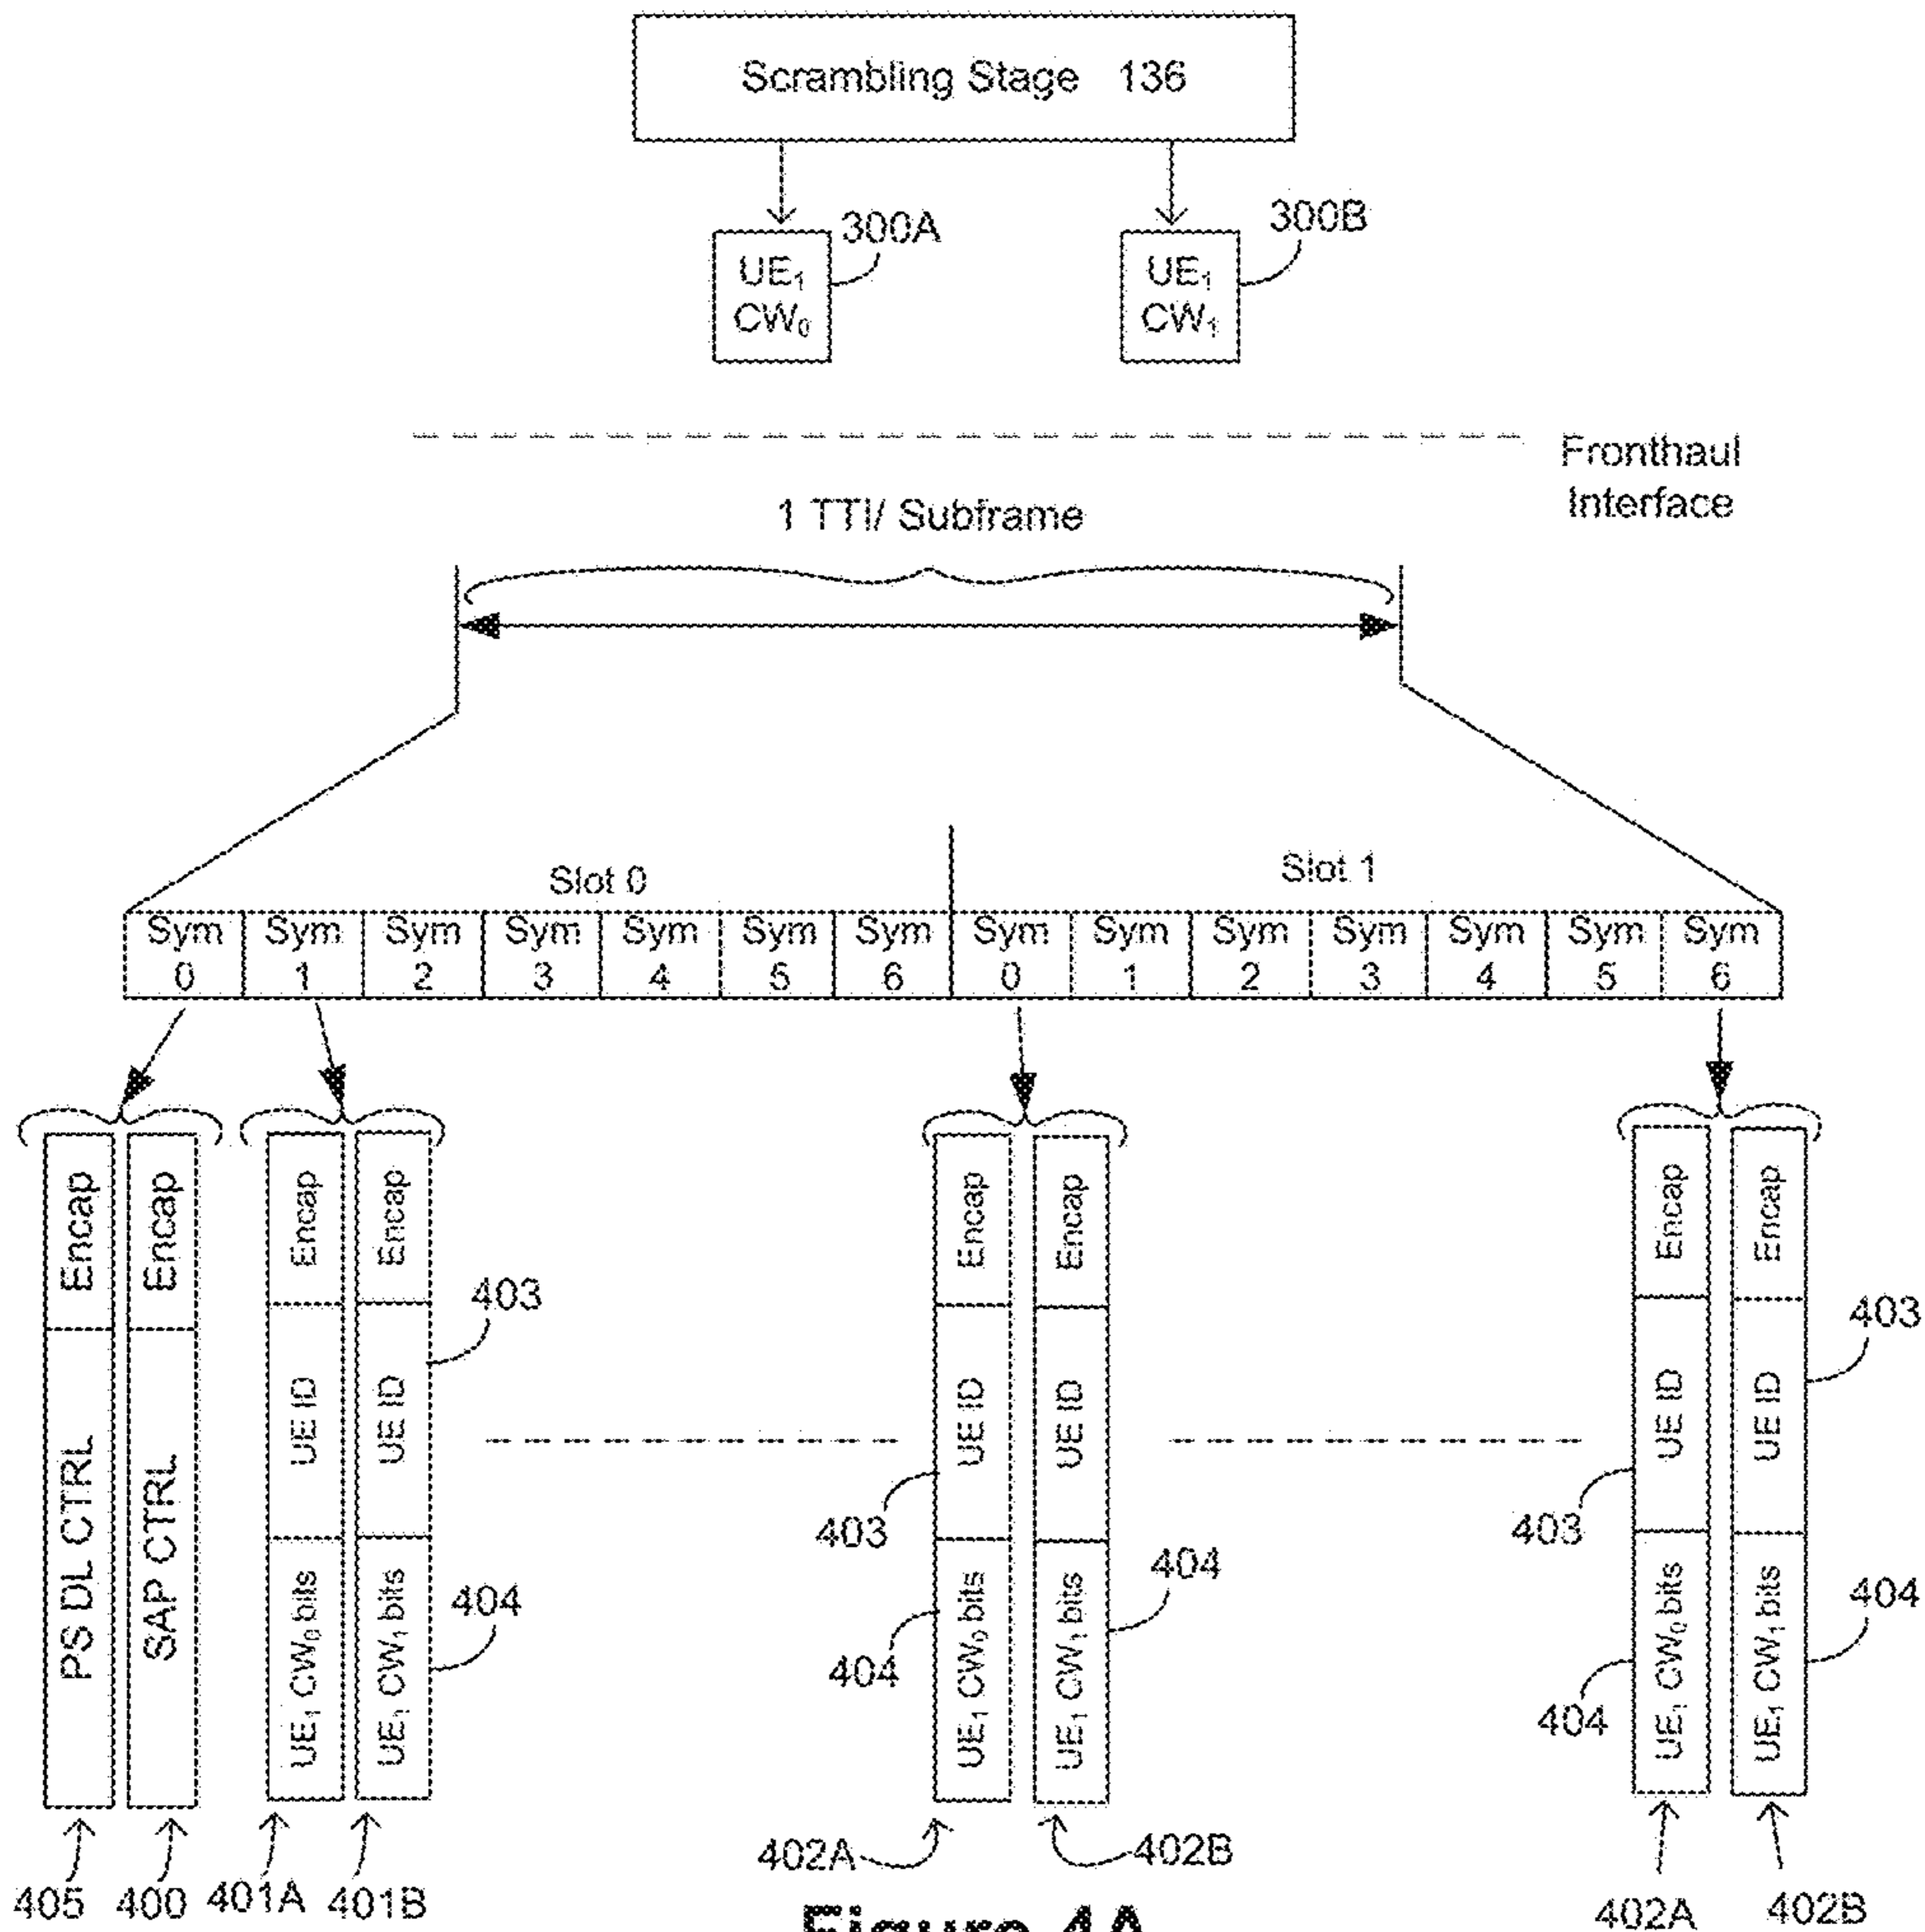 Scrambling Stage 136
300A
300B
UE₁
CW₀
UE₁
CW₁
Fronthaul
Interface
1 TTI/ Subframe
Slot 0
Slot 1
Sym 0
Sym 1
Sym 2
Sym 3
Sym 4
Sym 5
Sym 6
Sym 0
Sym 1
Sym 2
Sym 3
Sym 4
Sym 5
Sym 6
Encap
PS DL CTRL
Encap
SAP CTRL
Encap
UE ID
UE₁ CW₀ bits
Encap
UE ID
UE₁ CW₁ bits
403
404
Encap
UE ID
UE₁ CW₀ bits
Encap
UE ID
UE₁ CW₁ bits
403
404
404
Encap
UE ID
UE₁ CW₀ bits
Encap
UE ID
UE₁ CW₁ bits
403
403
404
404
405
400
401A
401B
402A
402B
402A
402B
Figure 4A